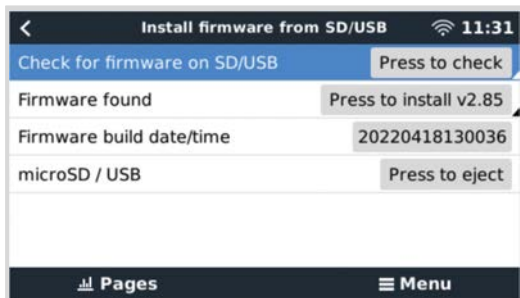 Install firmware from SD/USB 11:31
Check for firmware on SD/USB Press to check
Firmware found Press to install v2.85
Firmware build date/time 20220418130036
microSD / USB Press to eject
Pages Menu